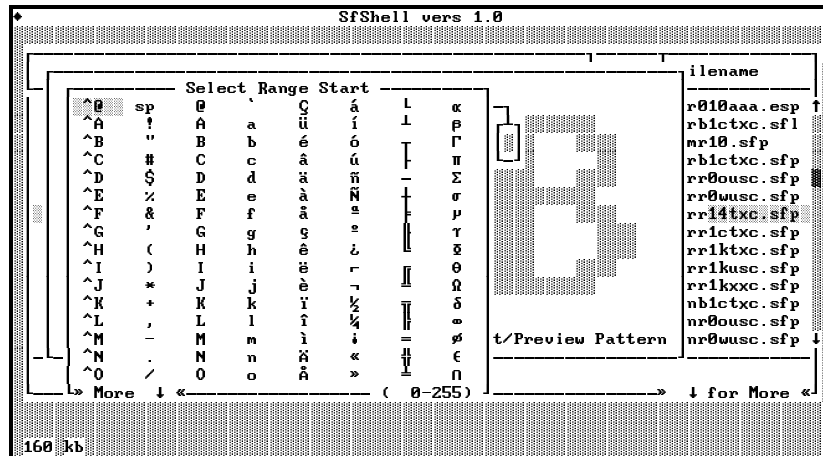 SfShell vers 1.0
ilename
Select Range Start
^@ sp @ ` Ç á └ α
^A ! A a ü í ┴ β
^B " B b é ó ┬ Γ
^C # C c â ú ├ π
^D $ D d ä ñ ─ Σ
^E % E e à Ñ ┼ σ
^F & F f å ª ╞ µ
^G ' G g ç º ╟ τ
^H ( H h ê ¿ ╚ Φ
^I ) I i ë ⌐ ╔ Θ
^J * J j è ¬ ╩ Ω
^K + K k ï ½ ╦ δ
^L , L l î ¼ ╠ ∞
^M - M m ì ¡ ═ ø
^N . N n Ä « ╬ ∈
^O / O o Å » ╧ ∩
» More ↓ « ( 0-255)
r010aaa.esp ↑
rb1ctxc.sfl
mr10.sfp
rb1ctxc.sfp
rr0ousc.sfp
rr0wusc.sfp
rr14txc.sfp
rr1ctxc.sfp
rr1ktxc.sfp
rr1kusc.sfp
rr1kxxc.sfp
nb1ctxc.sfp
nr0ousc.sfp
t/Preview Pattern
nr0wusc.sfp ↓
» ↓ for More «
160 kb